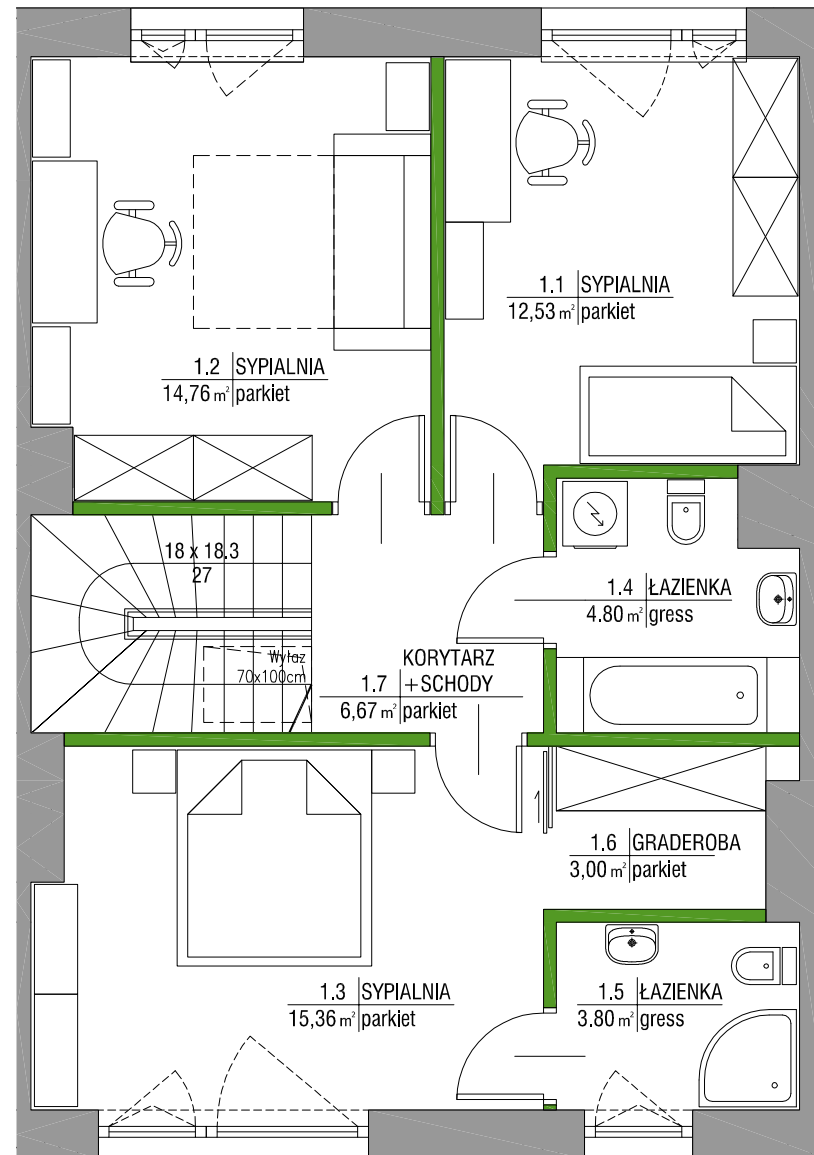 1.1 SYPIALNIA
12,53 m² parkiet
1.2 SYPIALNIA
14,76 m² parkiet
18 x 18.3
27
1.4 ŁAZIENKA
4.80 m² gress
Wyłaz
70x100cm
KORYTARZ
1.7 +SCHODY
6,67 m² parkiet
1.6 GRADEROBA
3,00 m² parkiet
1.3 SYPIALNIA
15,36 m² parkiet
1.5 ŁAZIENKA
3.80 m² gress